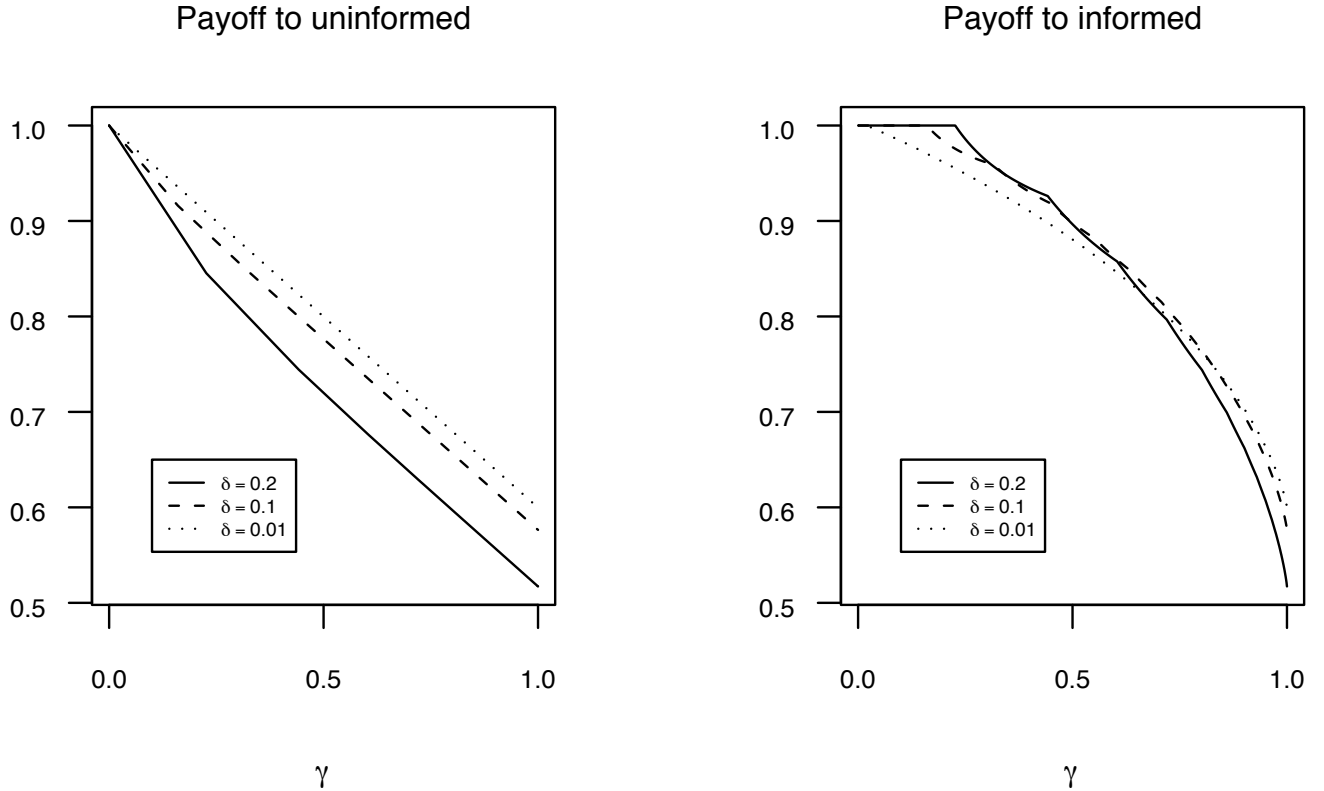 Payoff to uninformed
1.0
0.9
0.8
0.7
0.6
0.5
δ = 0.2
δ = 0.1
δ = 0.01
0.0 0.5 1.0
γ
Payoff to informed
1.0
0.9
0.8
0.7
0.6
0.5
δ = 0.2
δ = 0.1
δ = 0.01
0.0 0.5 1.0
γ